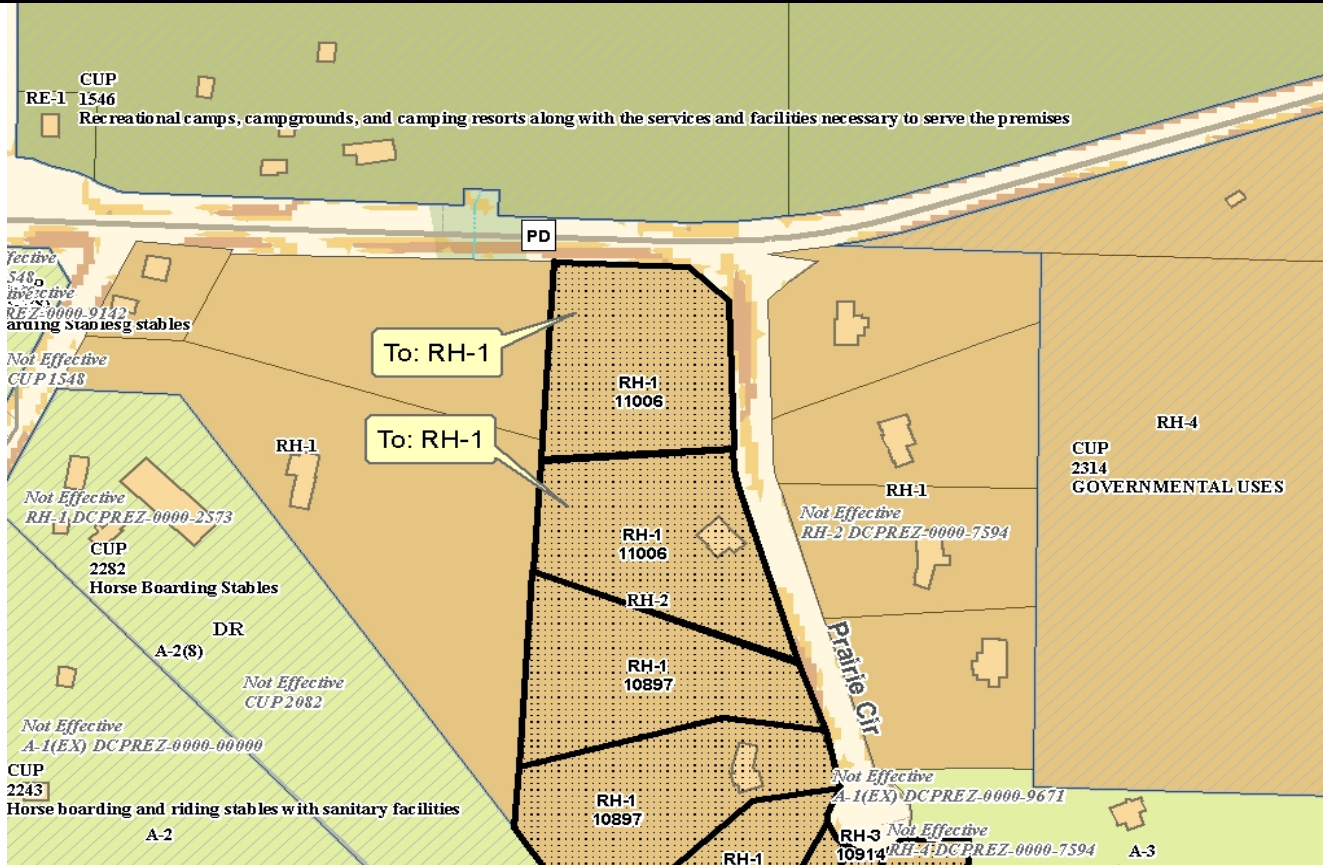 CUP
RE-1
1546
Recreational camps, campgrounds, and camping resorts along with the services and facilities necessary to serve the premises
PD
REZ-0000-9142
arding Stablesg stables
Not Effective
CUP 1548
To: RH-1
To: RH-1
RH-1
11006
RH-1
RH-1
11006
RH-2
RH-1
10897
RH-1
10897
RH-1
RH-1
Not Effective
RH-2 DCPREZ-0000-7594
RH-4
CUP
2314
GOVERNMENTAL USES
Not Effective
RH-1 DCPREZ-0000-2573
CUP
2282
Horse Boarding Stables
DR
A-2(8)
Not Effective
CUP 2082
Not Effective
A-1(EX) DCPREZ-0000-00000
CUP
2243
Horse boarding and riding stables with sanitary facilities
A-2
Prairie Cir
Not Effective
A-1(EX) DCPREZ-0000-9671
RH-3
10914
Not Effective
RH-4 DCPREZ-0000-7594
A-3